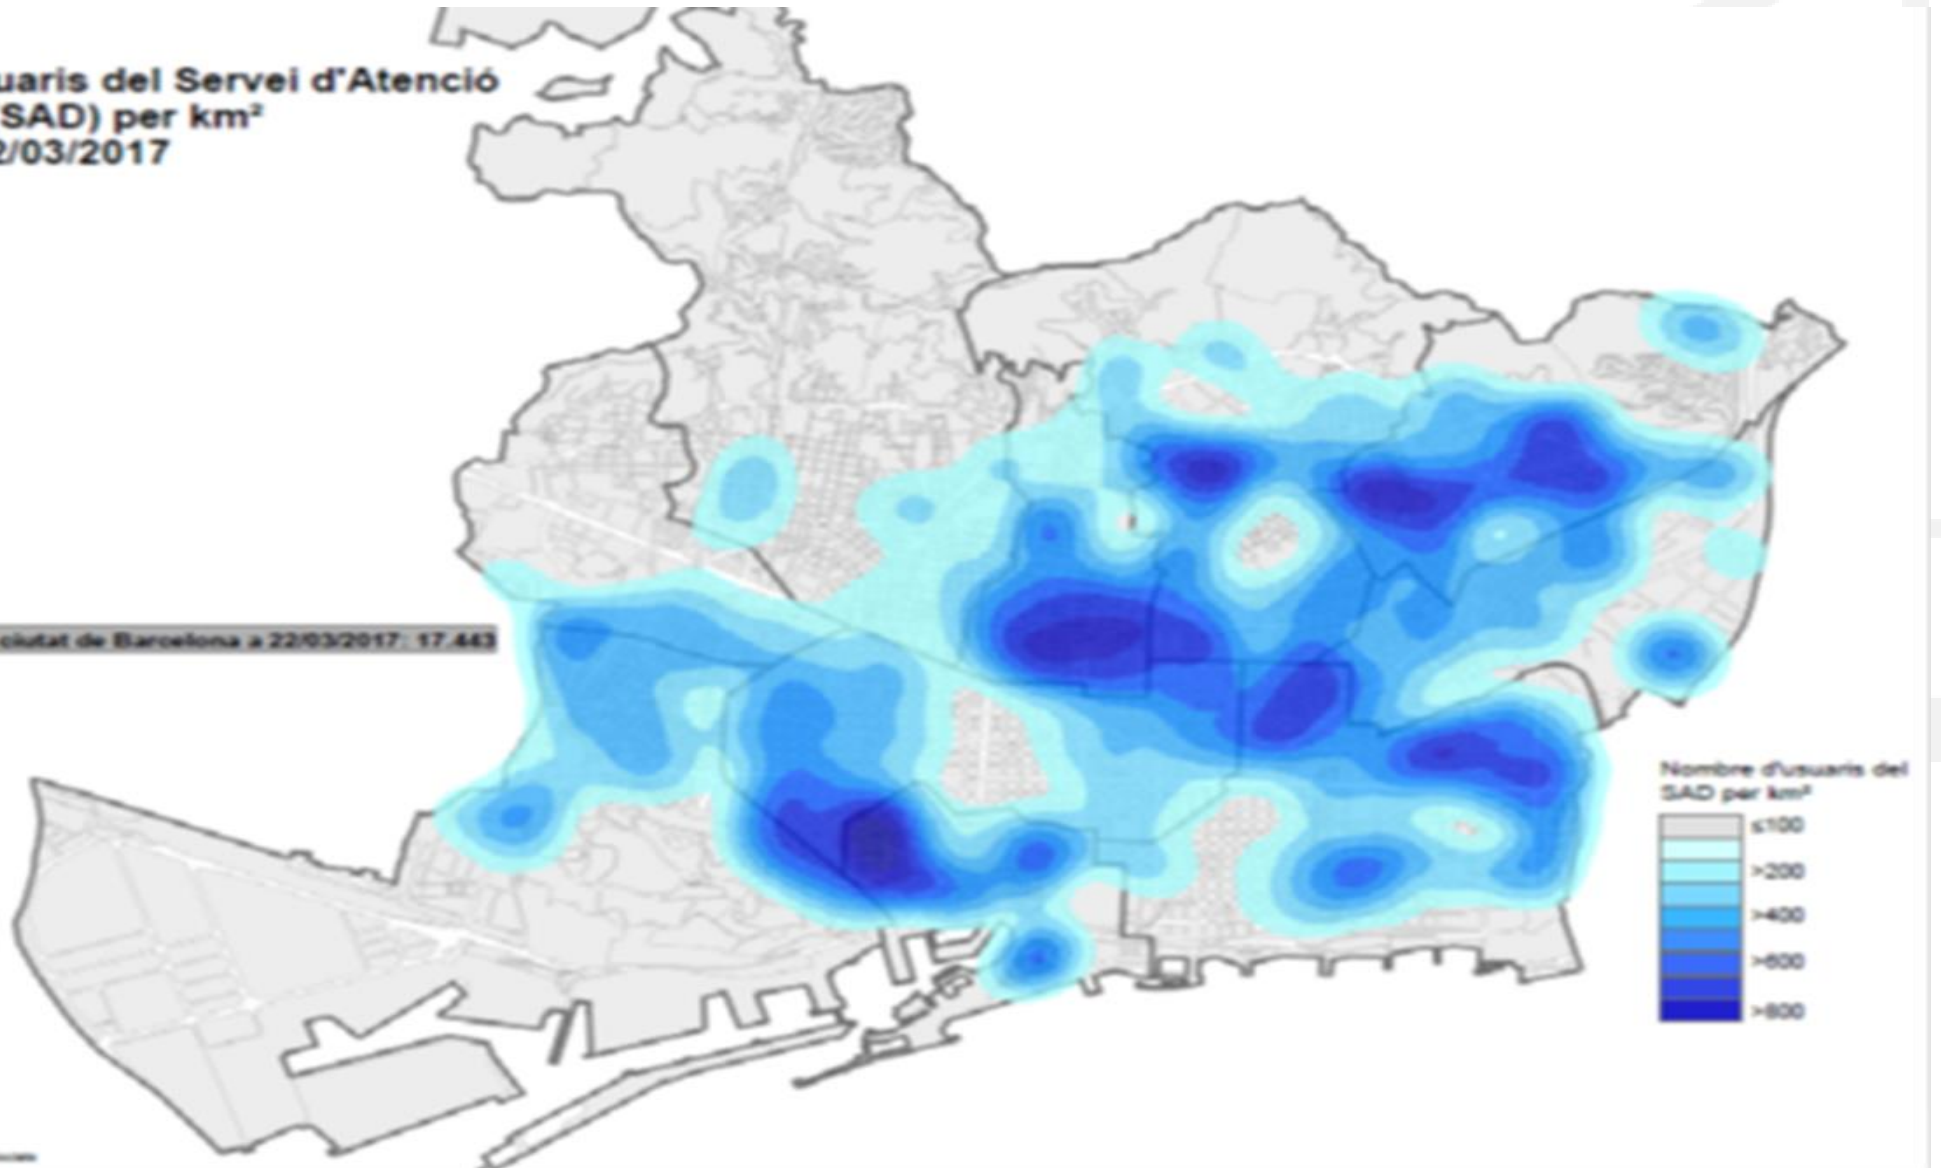 uaris del Servei d'Atenció
SAD) per km²
2/03/2017
ciutat de Barcelona a 22/03/2017: 17.443
Nombre d'usuaris del
SAD per km²
≤100
>200
>400
>600
>800